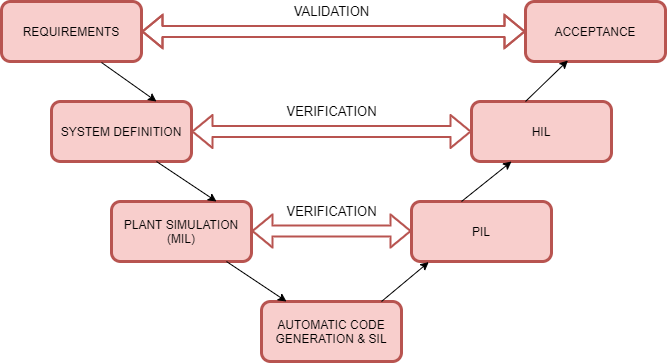 VALIDATION
REQUIREMENTS
ACCEPTANCE
VERIFICATION
SYSTEM DEFINITION
HIL
VERIFICATION
PLANT SIMULATION
(MIL)
PIL
AUTOMATIC CODE
GENERATION & SIL